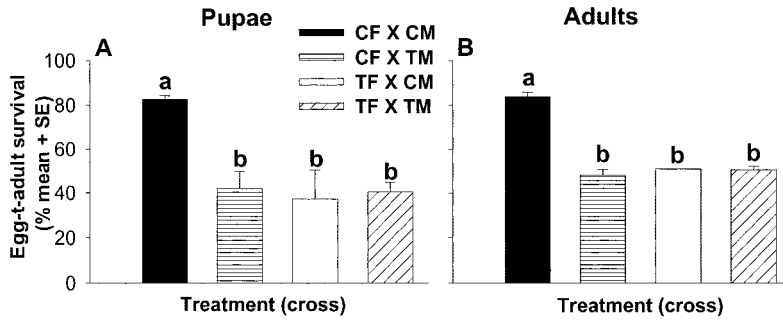 Pupae
Adults
CF X CM
CF X TM
TF X CM
TF X TM
A
B
Egg-t-adult survival
(% mean + SE)
100
80
60
40
20
0
a
b
b
b
a
b
b
b
Treatment (cross)
Treatment (cross)